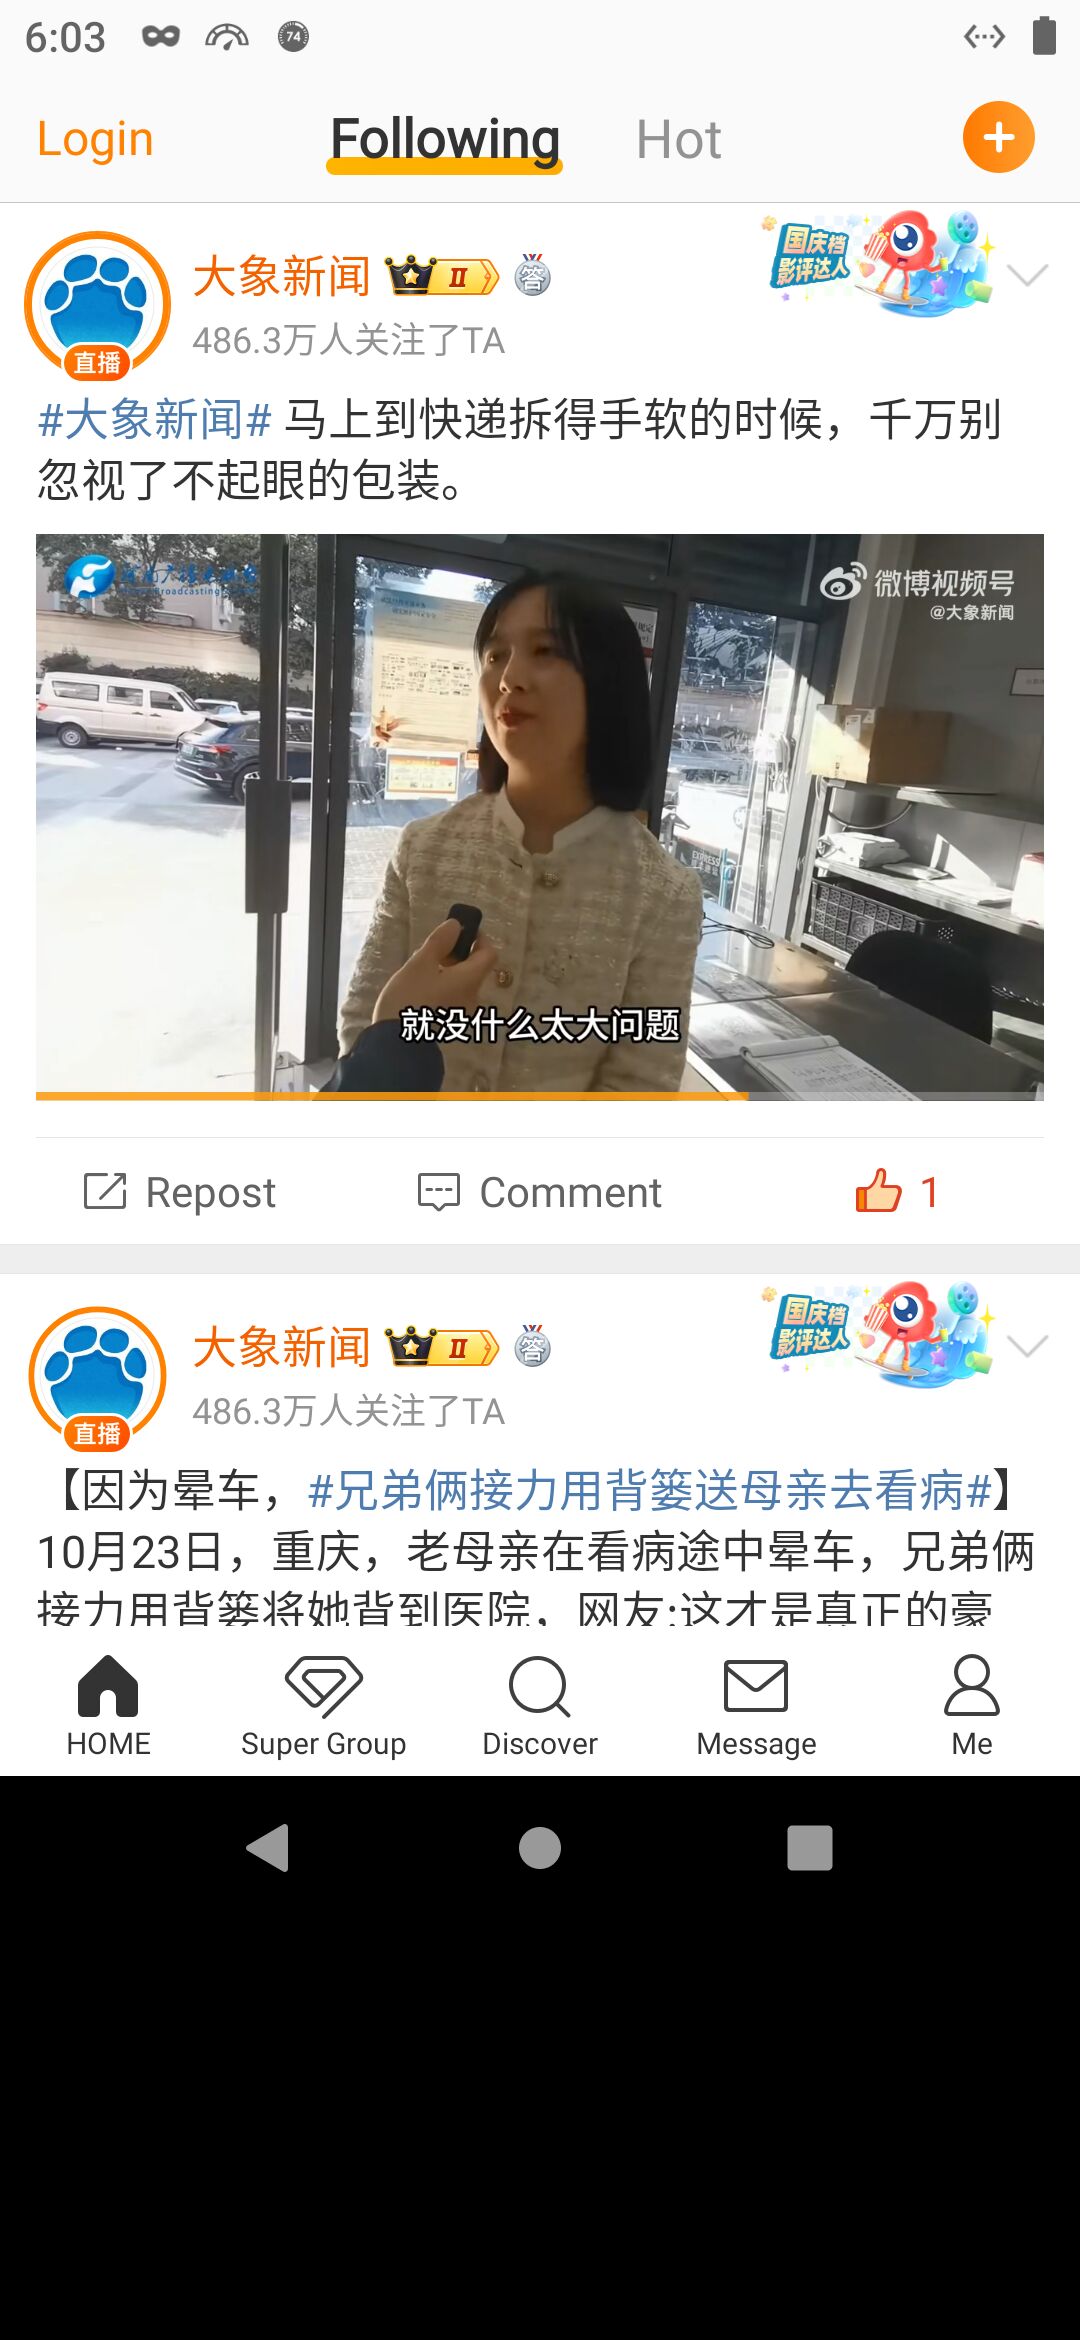 6:03
74
Login
Following
Hot
大象新闻
II
答
国庆档
影评达人
486.3万人关注了TA
直播
#大象新闻# 马上到快递拆得手软的时候，千万别
忽视了不起眼的包装。
微博视频号
@大象新闻
EXPRESS
就没什么太大问题
Repost
Comment
1
大象新闻
II
答
国庆档
影评达人
486.3万人关注了TA
直播
【因为晕车，#兄弟俩接力用背篓送母亲去看病#】
10月23日，重庆，老母亲在看病途中晕车，兄弟俩
接力用背篓将她背到医院，网友:这才是真正的豪
HOME
Super Group
Discover
Message
Me